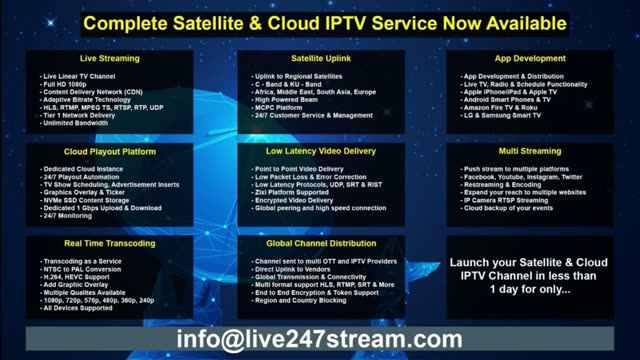 Complete Satellite & Cloud IPTV Service Now Available
Live Streaming
- Live Linear TV Channel
- Full HD 1080p
- Content Delivery Network (CDN)
- Adaptive Bitrate Technology
- HLS, RTMP, MPEG TS, RTSP, RTP, UDP
- Tier 1 Network Delivery
- Unlimited Bandwidth
Satellite Uplink
- Uplink to Regional Satellites
- C - Band & KU - Band
- Africa, Middle East, South Asia, Europe
- High Powered Beam
- MCPC Platform
- 24/7 Customer Service & Management
App Development
- App Development & Distribution
- Live TV, Radio & Schedule Functionality
- Apple iPhone/iPad & Apple TV
- Android Smart Phones & TV
- Amazon Fire TV & Roku
- LG & Samsung Smart TV
Cloud Playout Platform
- Dedicated Cloud Instance
- 24/7 Playout Automation
- TV Show Scheduling, Advertisement Inserts
- Graphics Overlay & Ticker
- NVMe SSD Content Storage
- Dedicated 1 Gbps Upload & Download
- 24/7 Monitoring
Low Latency Video Delivery
- Point to Point Video Delivery
- Low Packet Loss & Error Correction
- Low Latency Protocols, UDP, SRT & RIST
- Zixi Platform Supported
- Encrypted Video Delivery
- Global peering and high speed connection
Multi Streaming
- Push stream to multiple platforms
- Facebook, Youtube, Instagram, Twitter
- Restreaming & Encoding
- Expand your reach to multiple websites
- IP Camera RTSP Streaming
- Cloud backup of your events
Real Time Transcoding
- Transcoding as a Service
- NTSC to PAL Conversion
- H.264, HEVC Support
- Add Graphic Overlay
- Multiple Qualites Available
- 1080p, 720p, 576p, 480p, 360p, 240p
- All Devices Supported
Global Channel Distribution
- Channel sent to multi OTT and IPTV Providers
- Direct Uplink to Vendors
- Global Transmission & Connectivity
- Multi format support HLS, RTMP, SRT & More
- End to End Encryption & Token Support
- Region and Country Blocking
Launch your Satellite & Cloud
IPTV Channel in less than
1 day for only...
info@live247stream.com